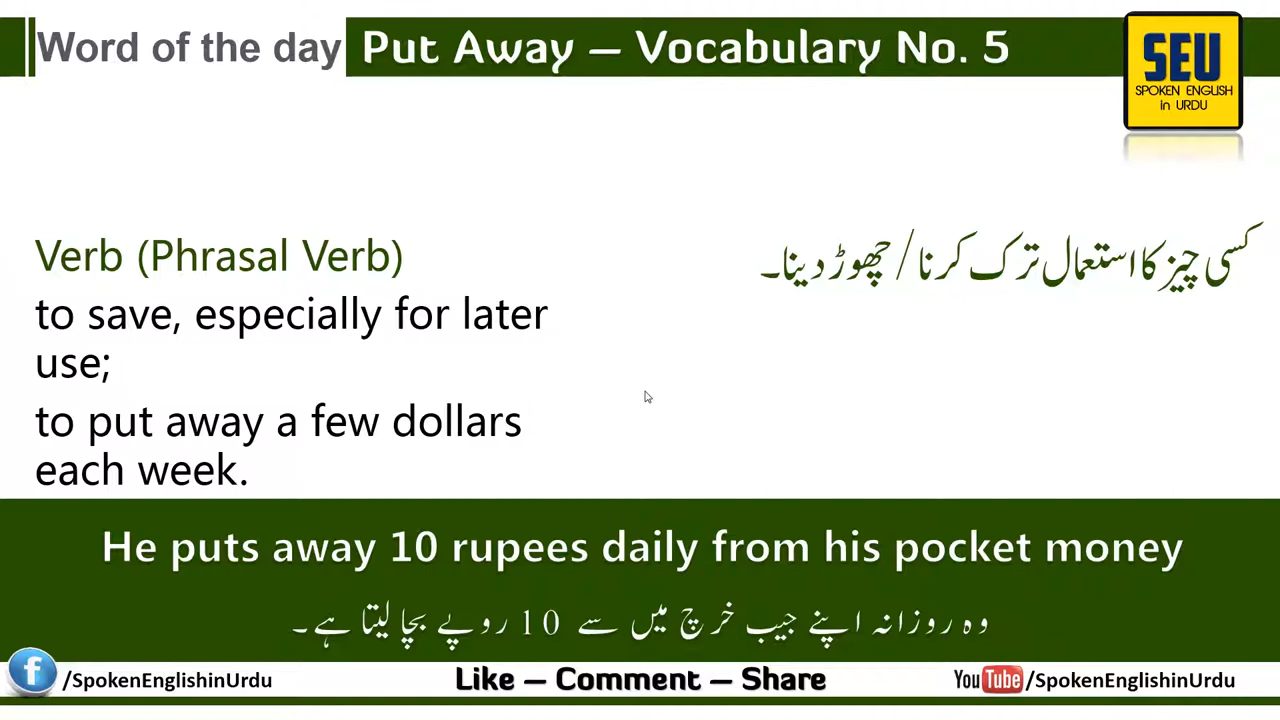 Word of the day Put Away – Vocabulary No. 5
SEU
SPOKEN ENGLISH
in URDU
Verb (Phrasal Verb)
کسی چیز کا استعمال ترک کرنا / چھوڑ دینا۔
to save, especially for later
use;
to put away a few dollars
each week.
He puts away 10 rupees daily from his pocket money
وہ روزانہ اپنے جیب خرچ میں سے 10 روپے بچا لیتا ہے۔
f /SpokenEnglishinUrdu
Like – Comment – Share
YouTube /SpokenEnglishinUrdu